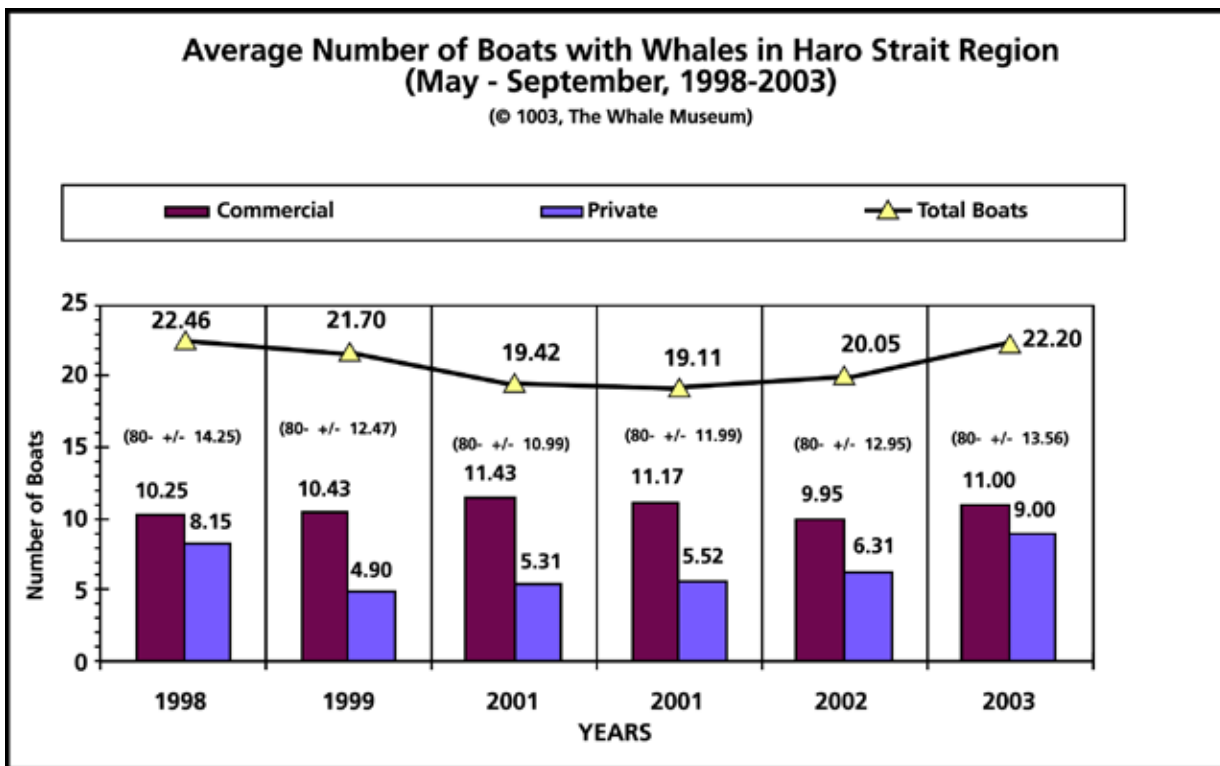 Average Number of Boats with Whales in Haro Strait Region
(May - September, 1998-2003)
(© 1003, The Whale Museum)
Commercial Private Total Boats
25
22.46 21.70 19.42 19.11 20.05 22.20
20
(80- +/- 14.25) (80- +/- 12.47) (80- +/- 10.99) (80- +/- 11.99) (80- +/- 12.95) (80- +/- 13.56)
15
10.25 10.43 11.43 11.17 9.95 11.00
10
8.15 4.90 5.31 5.52 6.31 9.00
5
0
Number of Boats
1998 1999 2001 2001 2002 2003
YEARS